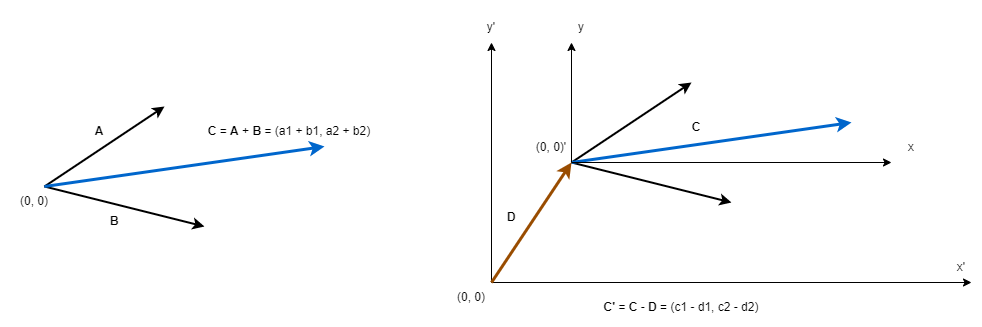 A
C = A + B = (a1 + b1, a2 + b2)
(0, 0)
B
y'
y
C
(0, 0)'
x
D
x'
(0, 0)
C' = C - D = (c1 - d1, c2 - d2)